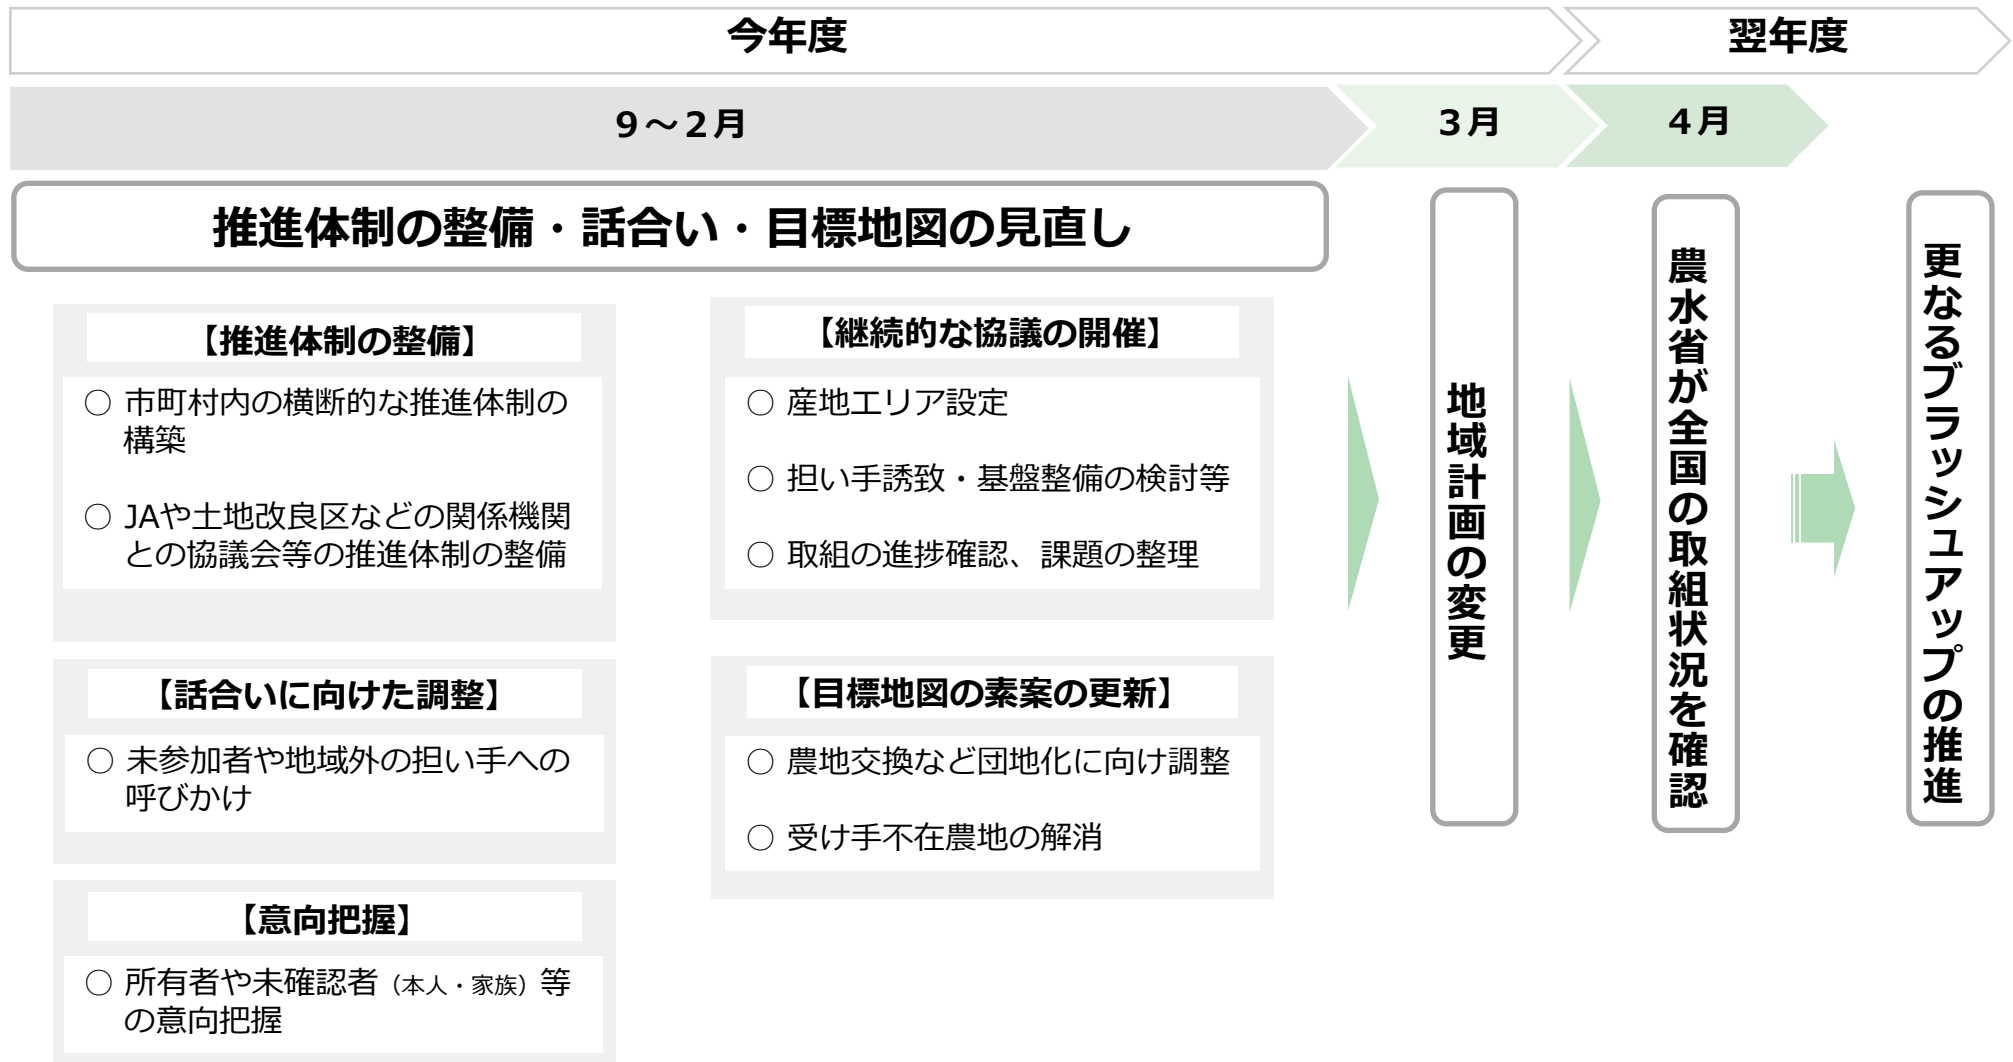 今年度
翌年度
9～2月
3月
4月
推進体制の整備・話合い・目標地図の見直し
【推進体制の整備】
○ 市町村内の横断的な推進体制の
構築
○ JAや土地改良区などの関係機関
との協議会等の推進体制の整備
【話合いに向けた調整】
○ 未参加者や地域外の担い手への
呼びかけ
【意向把握】
○ 所有者や未確認者（本人・家族）等
の意向把握
【継続的な協議の開催】
○ 産地エリア設定
○ 担い手誘致・基盤整備の検討等
○ 取組の進捗確認、課題の整理
【目標地図の素案の更新】
○ 農地交換など団地化に向け調整
○ 受け手不在農地の解消
地域計画の変更
農水省が全国の取組状況を確認
更なるブラッシュアップの推進